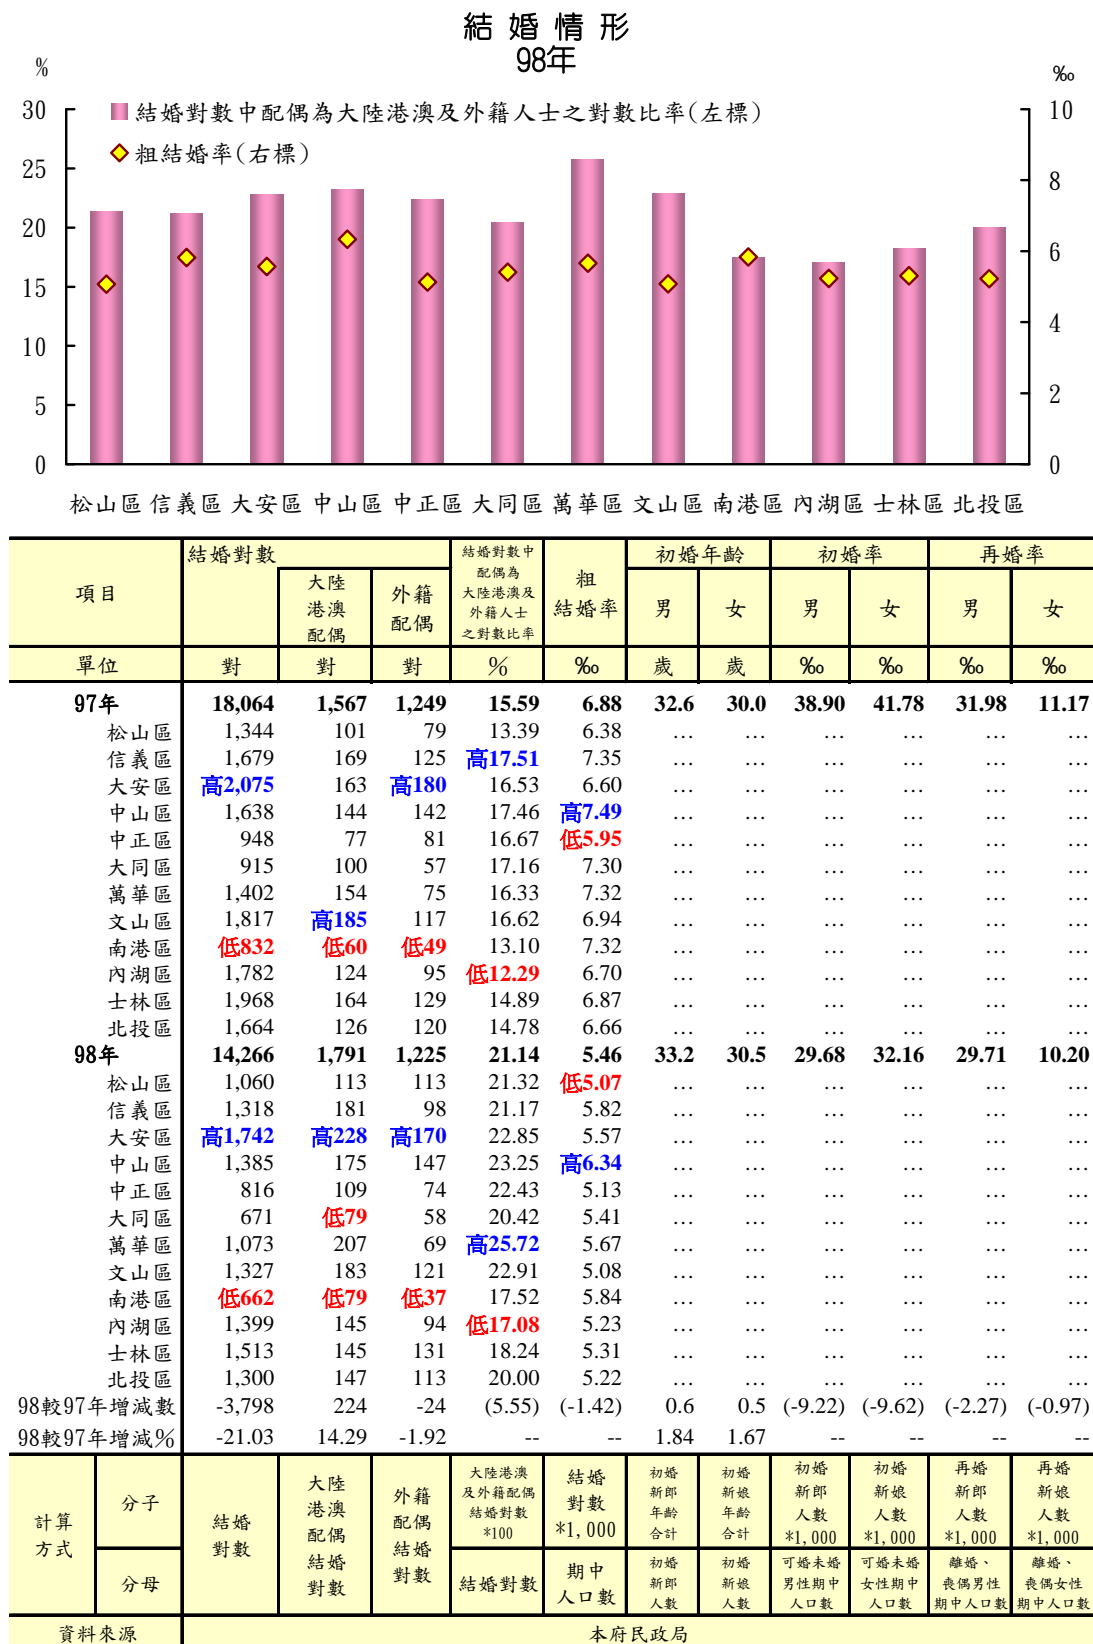 結 婚 情 形
98年
% ‰
30 10
25 8
20 6
15 4
10 2
5
0 0
■ 結婚對數中配偶為大陸港澳及外籍人士之對數比率(左標)
◇ 粗結婚率(右標)
松山區 信義區 大安區 中山區 中正區 大同區 萬華區 文山區 南港區 內湖區 士林區 北投區
項目 結婚對數 大陸港澳配偶 外籍配偶 結婚對數中配偶為大陸港澳及外籍人士之對數比率 粗結婚率 初婚年齡 男 女 初婚率 男 女 再婚率 男 女
單位 對 對 對 % ‰ 歲 歲 ‰ ‰ ‰ ‰
97年 18,064 1,567 1,249 15.59 6.88 32.6 30.0 38.90 41.78 31.98 11.17
松山區 1,344 101 79 13.39 6.38 … … … … … …
信義區 1,679 169 125 高17.51 7.35 … … … … … …
大安區 高2,075 163 高180 16.53 6.60 … … … … … …
中山區 1,638 144 142 17.46 高7.49 … … … … … …
中正區 948 77 81 16.67 低5.95 … … … … … …
大同區 915 100 57 17.16 7.30 … … … … … …
萬華區 1,402 154 75 16.33 7.32 … … … … … …
文山區 1,817 高185 117 16.62 6.94 … … … … … …
南港區 低832 低60 低49 13.10 7.32 … … … … … …
內湖區 1,782 124 95 低12.29 6.70 … … … … … …
士林區 1,968 164 129 14.89 6.87 … … … … … …
北投區 1,664 126 120 14.78 6.66 … … … … … …
98年 14,266 1,791 1,225 21.14 5.46 33.2 30.5 29.68 32.16 29.71 10.20
松山區 1,060 113 113 21.32 低5.07 … … … … … …
信義區 1,318 181 98 21.17 5.82 … … … … … …
大安區 高1,742 高228 高170 22.85 5.57 … … … … … …
中山區 1,385 175 147 23.25 高6.34 … … … … … …
中正區 816 109 74 22.43 5.13 … … … … … …
大同區 671 低79 58 20.42 5.41 … … … … … …
萬華區 1,073 207 69 高25.72 5.67 … … … … … …
文山區 1,327 183 121 22.91 5.08 … … … … … …
南港區 低662 低79 低37 17.52 5.84 … … … … … …
內湖區 1,399 145 94 低17.08 5.23 … … … … … …
士林區 1,513 145 131 18.24 5.31 … … … … … …
北投區 1,300 147 113 20.00 5.22 … … … … … …
98較97年增減數 -3,798 224 -24 (5.55) (-1.42) 0.6 0.5 (-9.22) (-9.62) (-2.27) (-0.97)
98較97年增減% -21.03 14.29 -1.92 -- -- 1.84 1.67 -- -- -- --
計算方式 分子 結婚對數 大陸港澳配偶結婚對數 外籍配偶結婚對數 大陸港澳及外籍配偶結婚對數*100 結婚對數*1,000 初婚新郎年齡合計 初婚新娘年齡合計 初婚新郎人數*1,000 初婚新娘人數*1,000 再婚新郎人數*1,000 再婚新娘人數*1,000
分母 結婚對數 期中人口數 初婚新郎人數 初婚新娘人數 可婚未婚男性期中人口數 可婚未婚女性期中人口數 離婚、喪偶男性期中人口數 離婚、喪偶女性期中人口數
資料來源 本府民政局